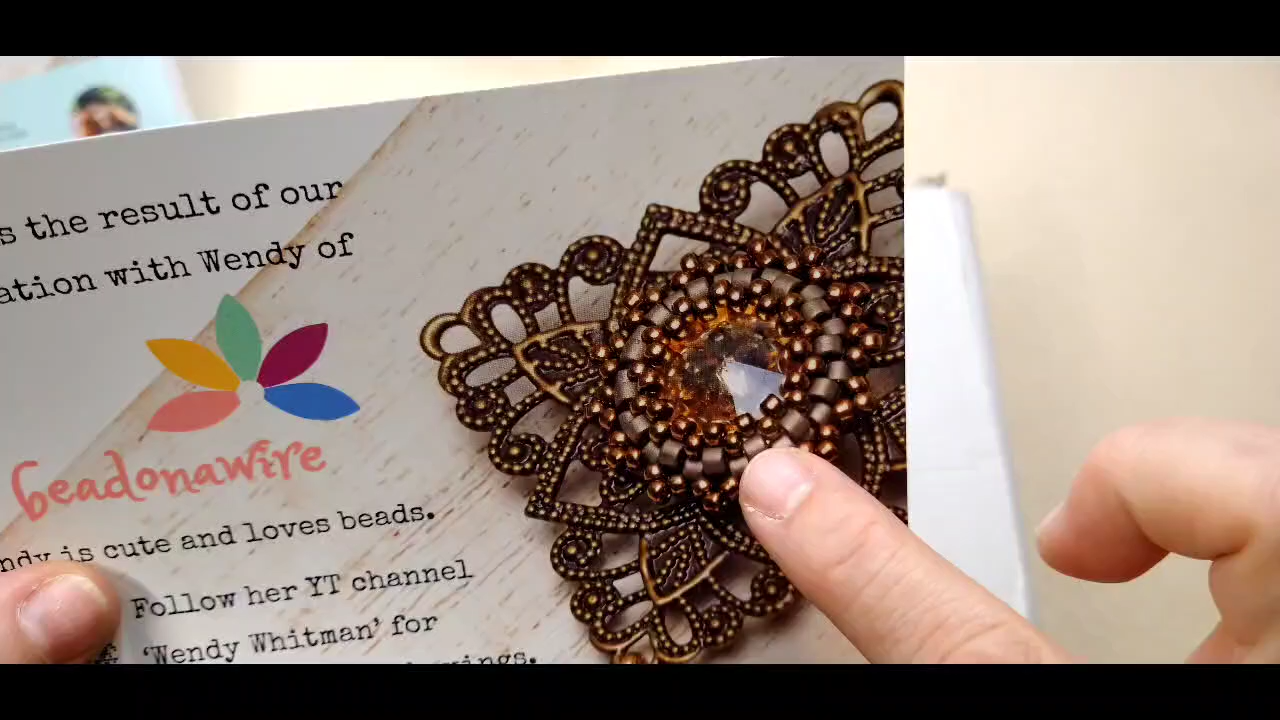 s the result of our
ation with Wendy of
beadonawire
ndy is cute and loves beads.
Follow her YT channel
'Wendy Whitman' for